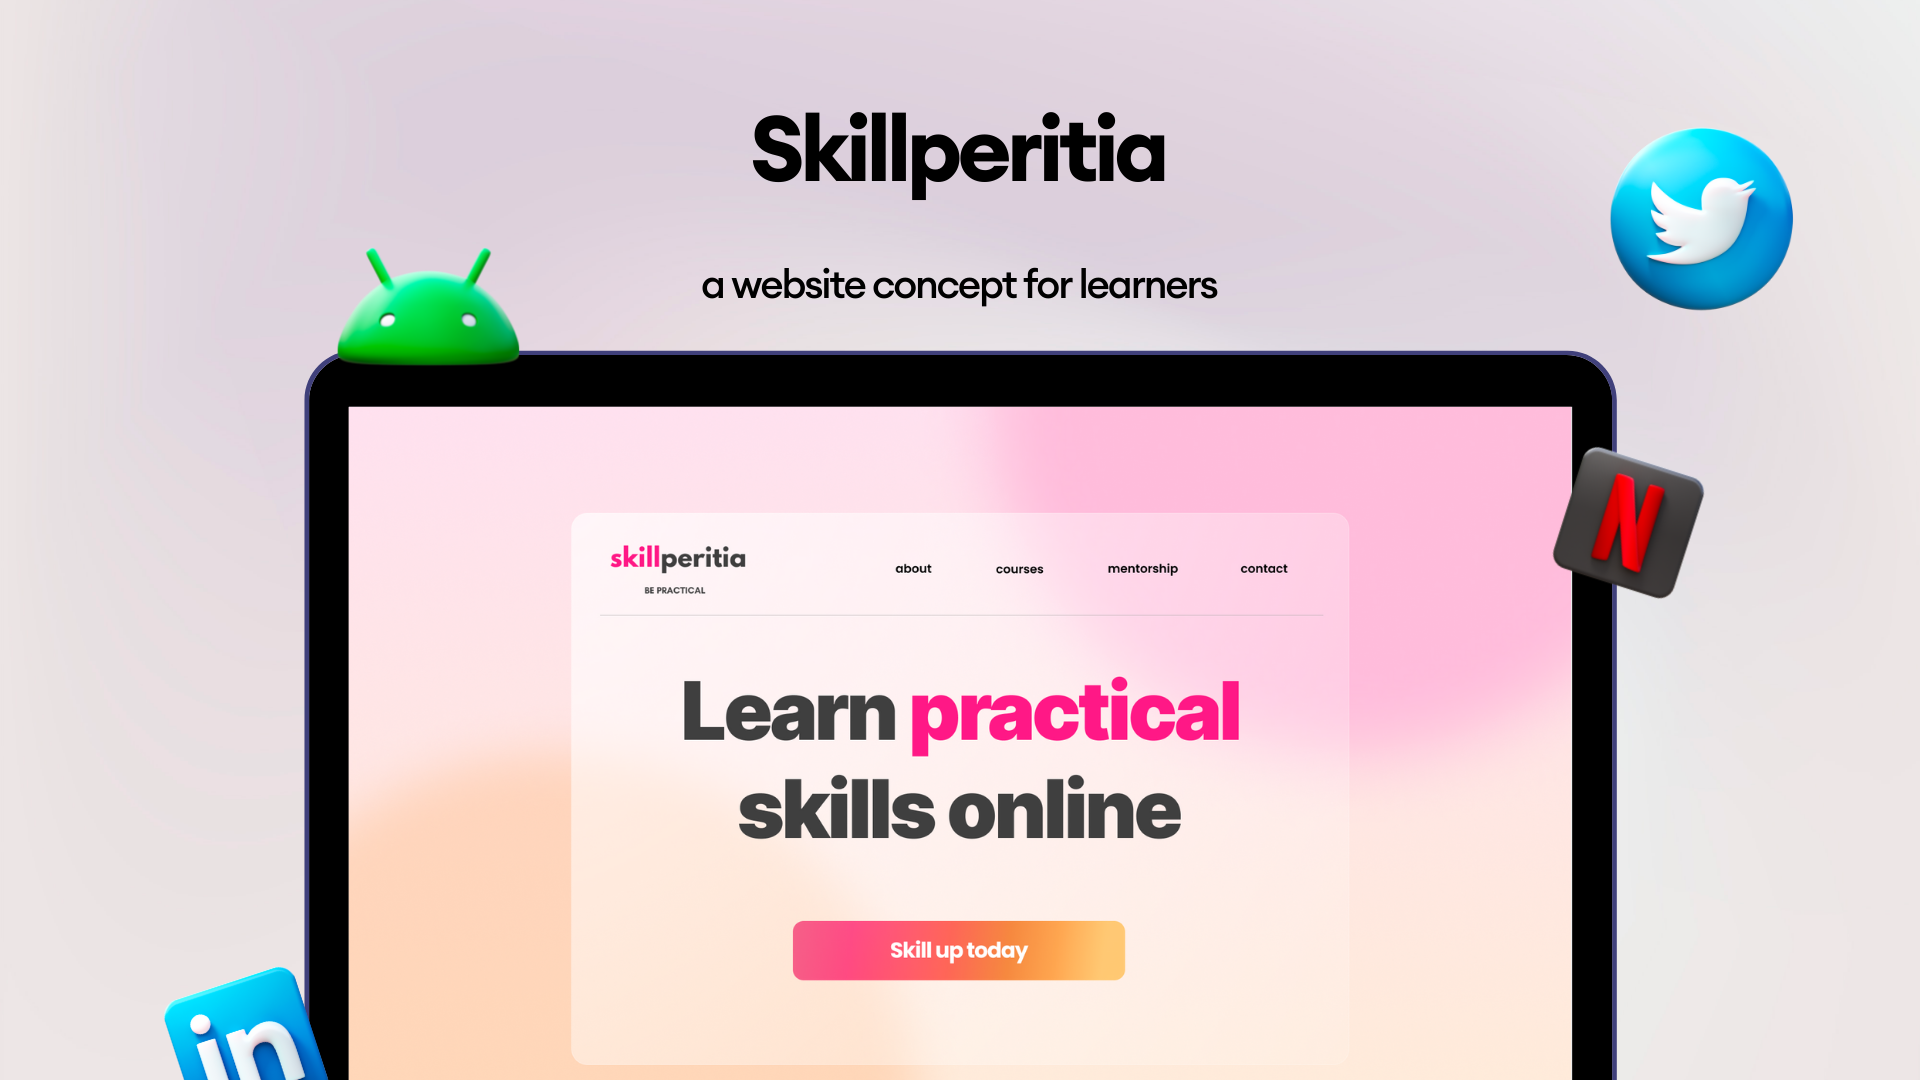 Skillperitia
a website concept for learners
N
skillperitia
BE PRACTICAL
about courses mentorship contact
Learn practical
skills online
Skill up today
in